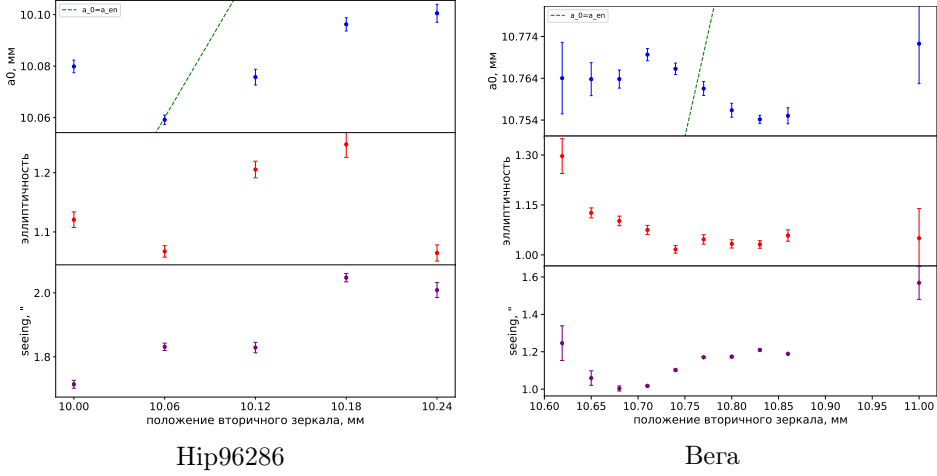 a_0=a_en
10.10
10.08
10.06
a0, мм
1.2
1.1
эллиптичность
2.0
1.8
seeing, "
10.00 10.06 10.12 10.18 10.24
положение вторичного зеркала, мм
Hip96286
a_0=a_en
10.774
10.764
10.754
a0, мм
1.30
1.15
1.00
эллиптичность
1.6
1.4
1.2
1.0
seeing, "
10.60 10.65 10.70 10.75 10.80 10.85 10.90 10.95 11.00
положение вторичного зеркала, мм
Вега